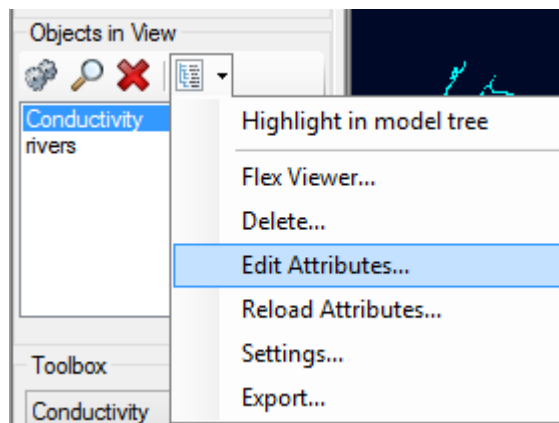 Objects in View
Conductivity
rivers
Highlight in model tree
Flex Viewer...
Delete...
Edit Attributes...
Reload Attributes...
Settings...
Export...
Toolbox
Conductivity